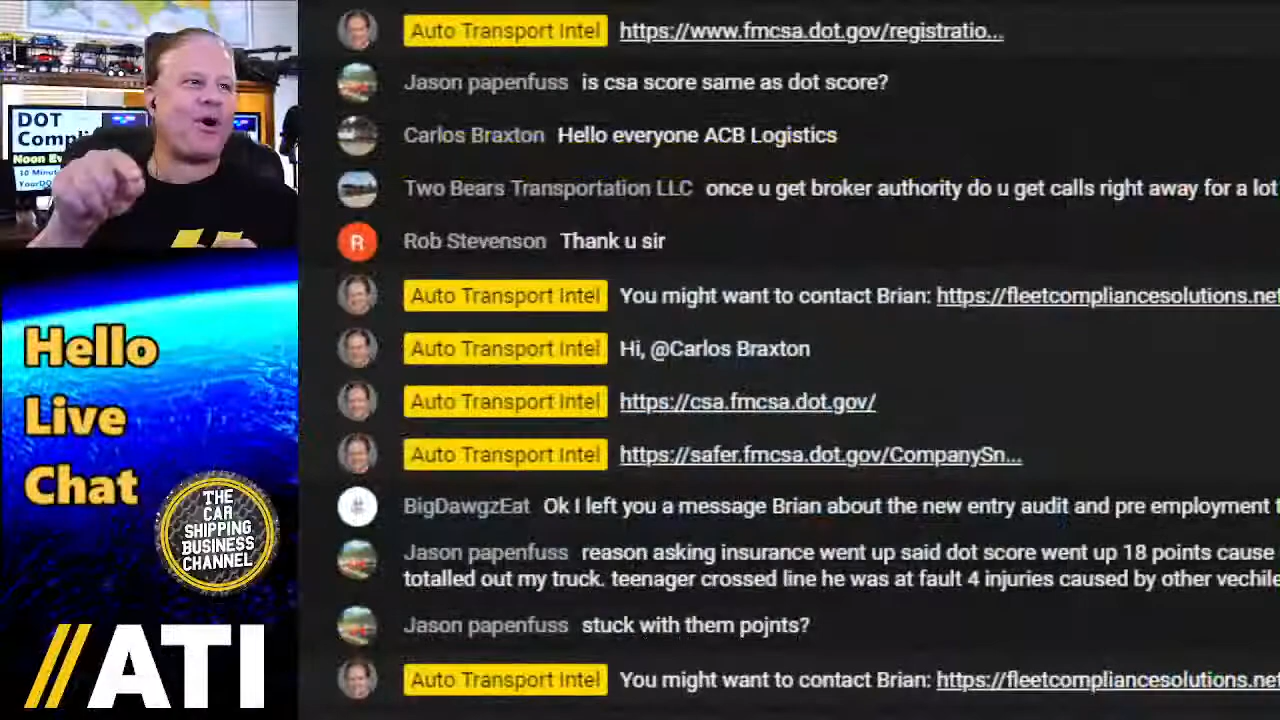 DOT
Compli
Noon Ev
10 Minut
YourDO
Hello
Live
Chat
THE
CAR
SHIPPING
BUSINESS
CHANNEL
//ATI
Auto Transport Intel https://www.fmcsa.dot.gov/registratio...
Jason papenfuss is csa score same as dot score?
Carlos Braxton Hello everyone ACB Logistics
Two Bears Transportation LLC once u get broker authority do u get calls right away for a lot
R Rob Stevenson Thank u sir
Auto Transport Intel You might want to contact Brian: https://fleetcompliancesolutions.net
Auto Transport Intel Hi, @Carlos Braxton
Auto Transport Intel https://csa.fmcsa.dot.gov/
Auto Transport Intel https://safer.fmcsa.dot.gov/CompanySn...
BigDawgzEat Ok I left you a message Brian about the new entry audit and pre employment t
Jason papenfuss reason asking insurance went up said dot score went up 18 points cause
totalled out my truck. teenager crossed line he was at fault 4 injuries caused by other vechile
Jason papenfuss stuck with them pojnts?
Auto Transport Intel You might want to contact Brian: https://fleetcompliancesolutions.net